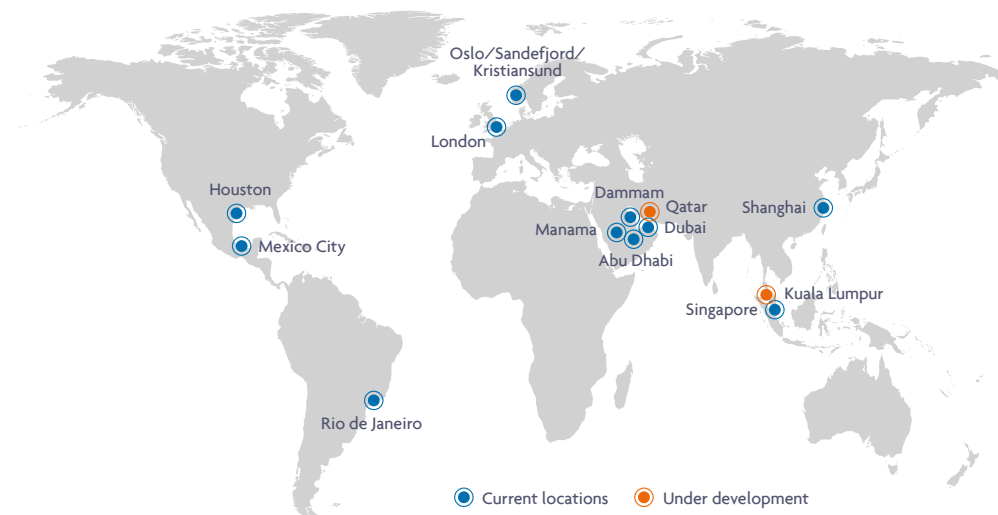 Oslo/Sandefjord/
Kristiansund
London
Houston
Dammam
Qatar
Shanghai
Manama
Dubai
Mexico City
Abu Dhabi
Kuala Lumpur
Singapore
Rio de Janeiro
Current locations
Under development